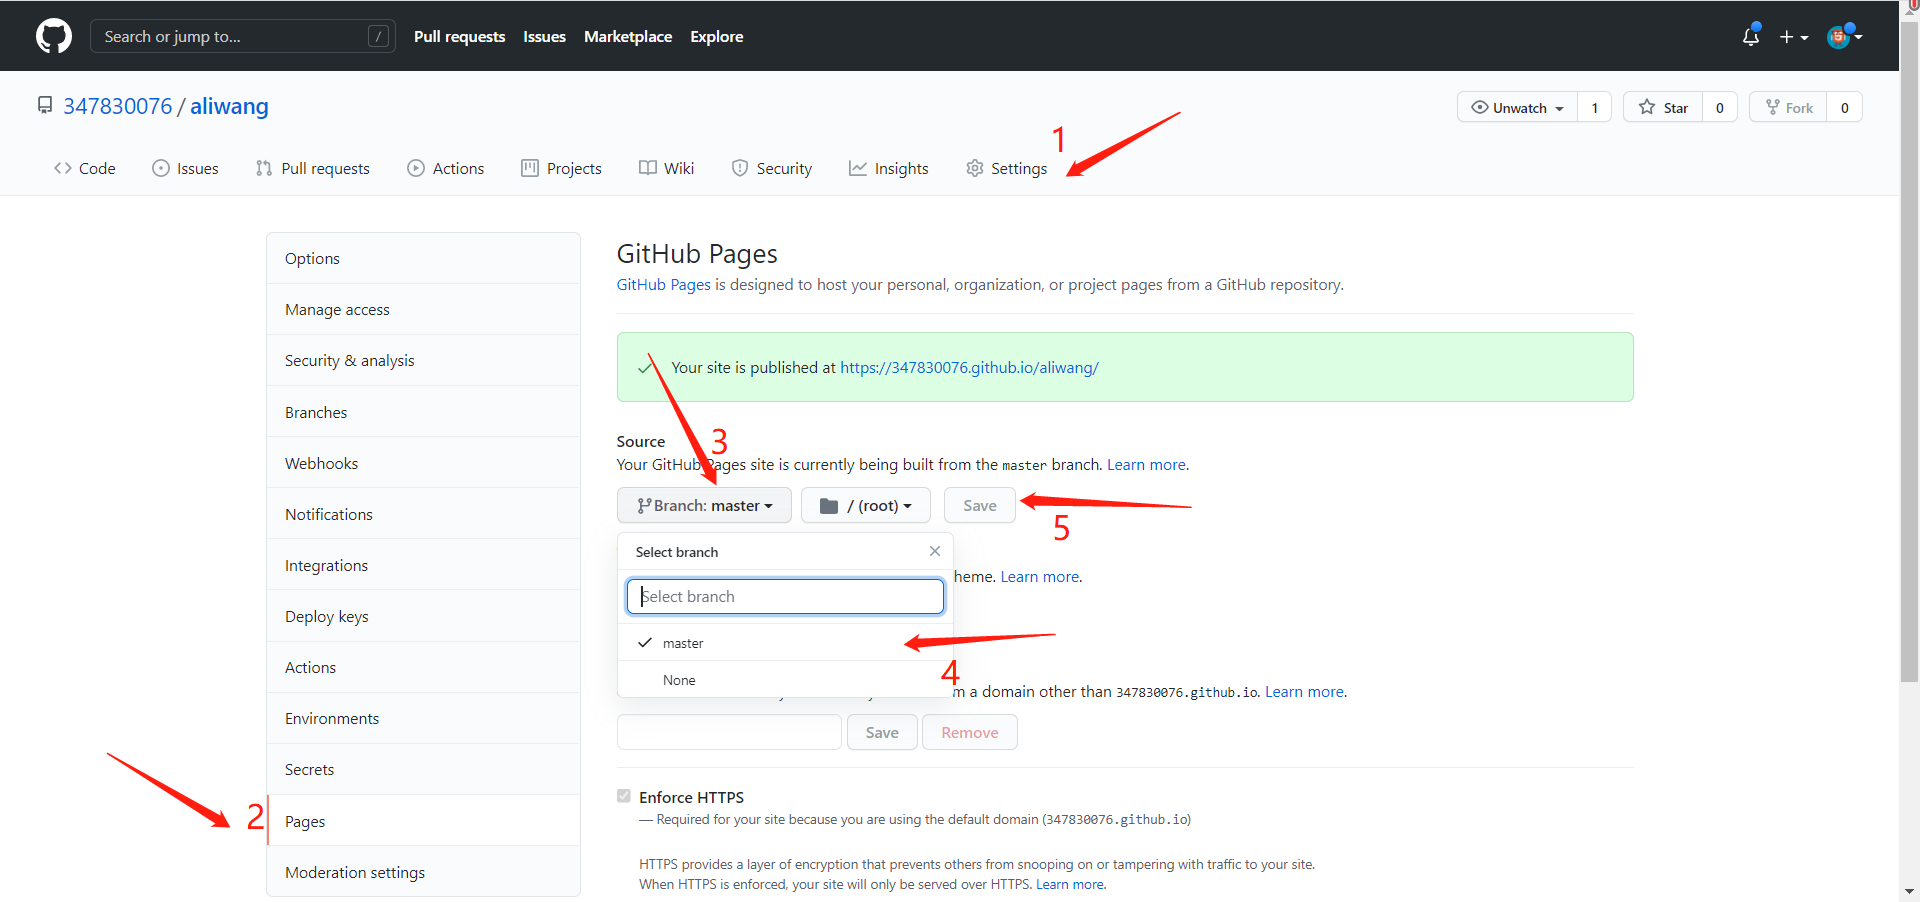 Search or jump to...
/
Pull requests
Issues
Marketplace
Explore
347830076 / aliwang
Unwatch
1
Star
0
Fork
0
1
Code
Issues
Pull requests
Actions
Projects
Wiki
Security
Insights
Settings
Options
Manage access
Security & analysis
Branches
Webhooks
Notifications
Integrations
Deploy keys
Actions
Environments
Secrets
2
Pages
Moderation settings
GitHub Pages
GitHub Pages is designed to host your personal, organization, or project pages from a GitHub repository.
Your site is published at https://347830076.github.io/aliwang/
3
Source
Your GitHub Pages site is currently being built from the master branch. Learn more.
Branch: master
/ (root)
Save
5
Select branch
Select branch
heme. Learn more.
master
4
None
m a domain other than 347830076.github.io. Learn more.
Save
Remove
Enforce HTTPS
— Required for your site because you are using the default domain (347830076.github.io)
HTTPS provides a layer of encryption that prevents others from snooping on or tampering with traffic to your site.
When HTTPS is enforced, your site will only be served over HTTPS. Learn more.